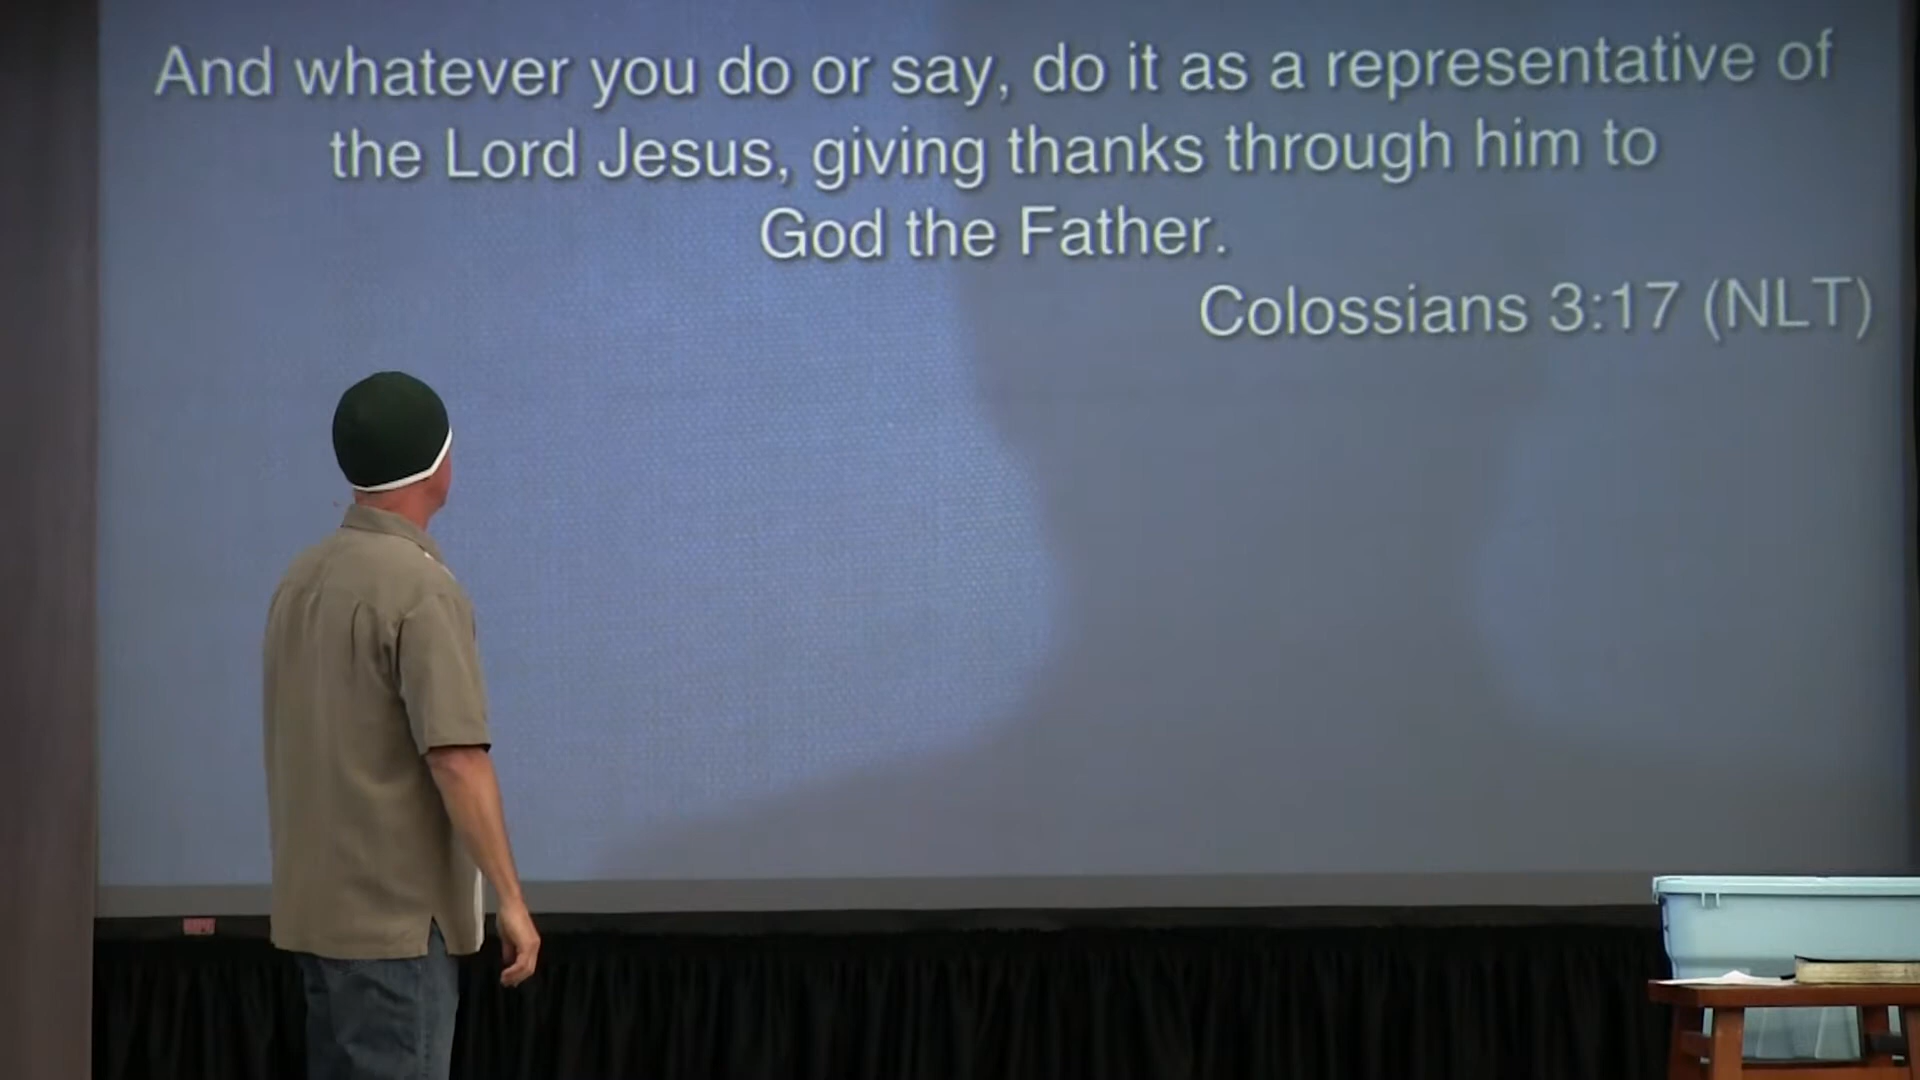 And whatever you do or say, do it as a representative of
the Lord Jesus, giving thanks through him to
God the Father.
Colossians 3:17 (NLT)